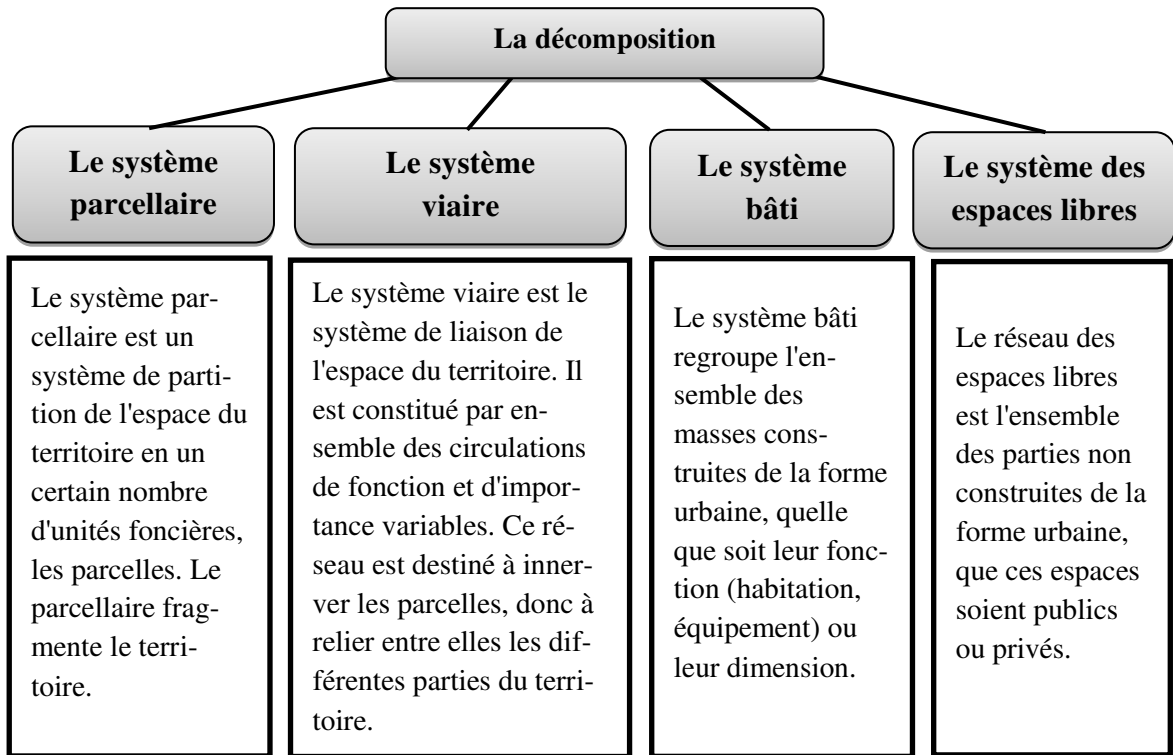 La décomposition
Le système
parcellaire
Le système par-
cellaire est un
système de parti-
tion de l'espace du
territoire en un
certain nombre
d'unités foncières,
les parcelles. Le
parcellaire frag-
mente le terri-
toire.
Le système
viaire
Le système viaire est le
système de liaison de
l'espace du territoire. Il
est constitué par en-
semble des circulations
de fonction et d'impor-
tance variables. Ce ré-
seau est destiné à inner-
ver les parcelles, donc à
relier entre elles les dif-
férentes parties du terri-
toire.
Le système
bâti
Le système bâti
regroupe l'en-
semble des
masses cons-
truites de la forme
urbaine, quelle
que soit leur fonc-
tion (habitation,
équipement) ou
leur dimension.
Le système des
espaces libres
Le réseau des
espaces libres
est l'ensemble
des parties non
construites de la
forme urbaine,
que ces espaces
soient publics
ou privés.